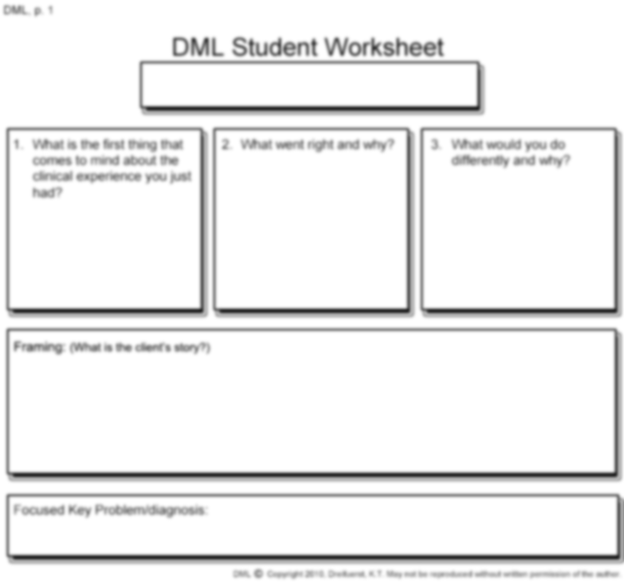 DML, p. 1
DML Student Worksheet
1. What is the first thing that
comes to mind about the
clinical experience you just
had?
2. What went right and why?
3. What would you do
differently and why?
Framing: (What is the client's story?)
Focused Key Problem/diagnosis:
DML © Copyright 2010, Dreifuerst, K.T. May not be reproduced without written permission of the author.